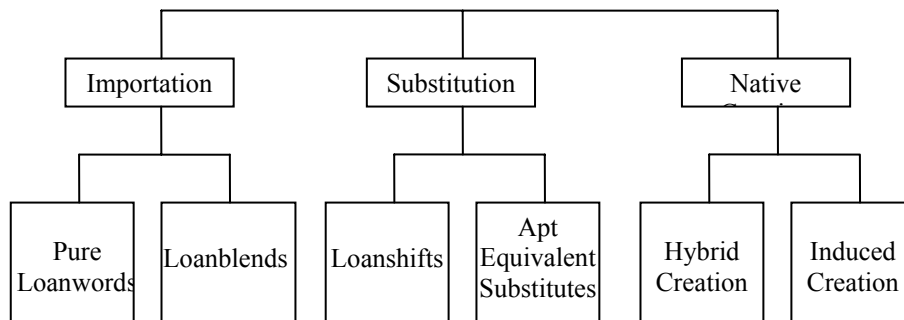 Importation
Substitution
Native
Pure
Loanwords
Loanblends
Loanshifts
Apt
Equivalent
Substitutes
Hybrid
Creation
Induced
Creation